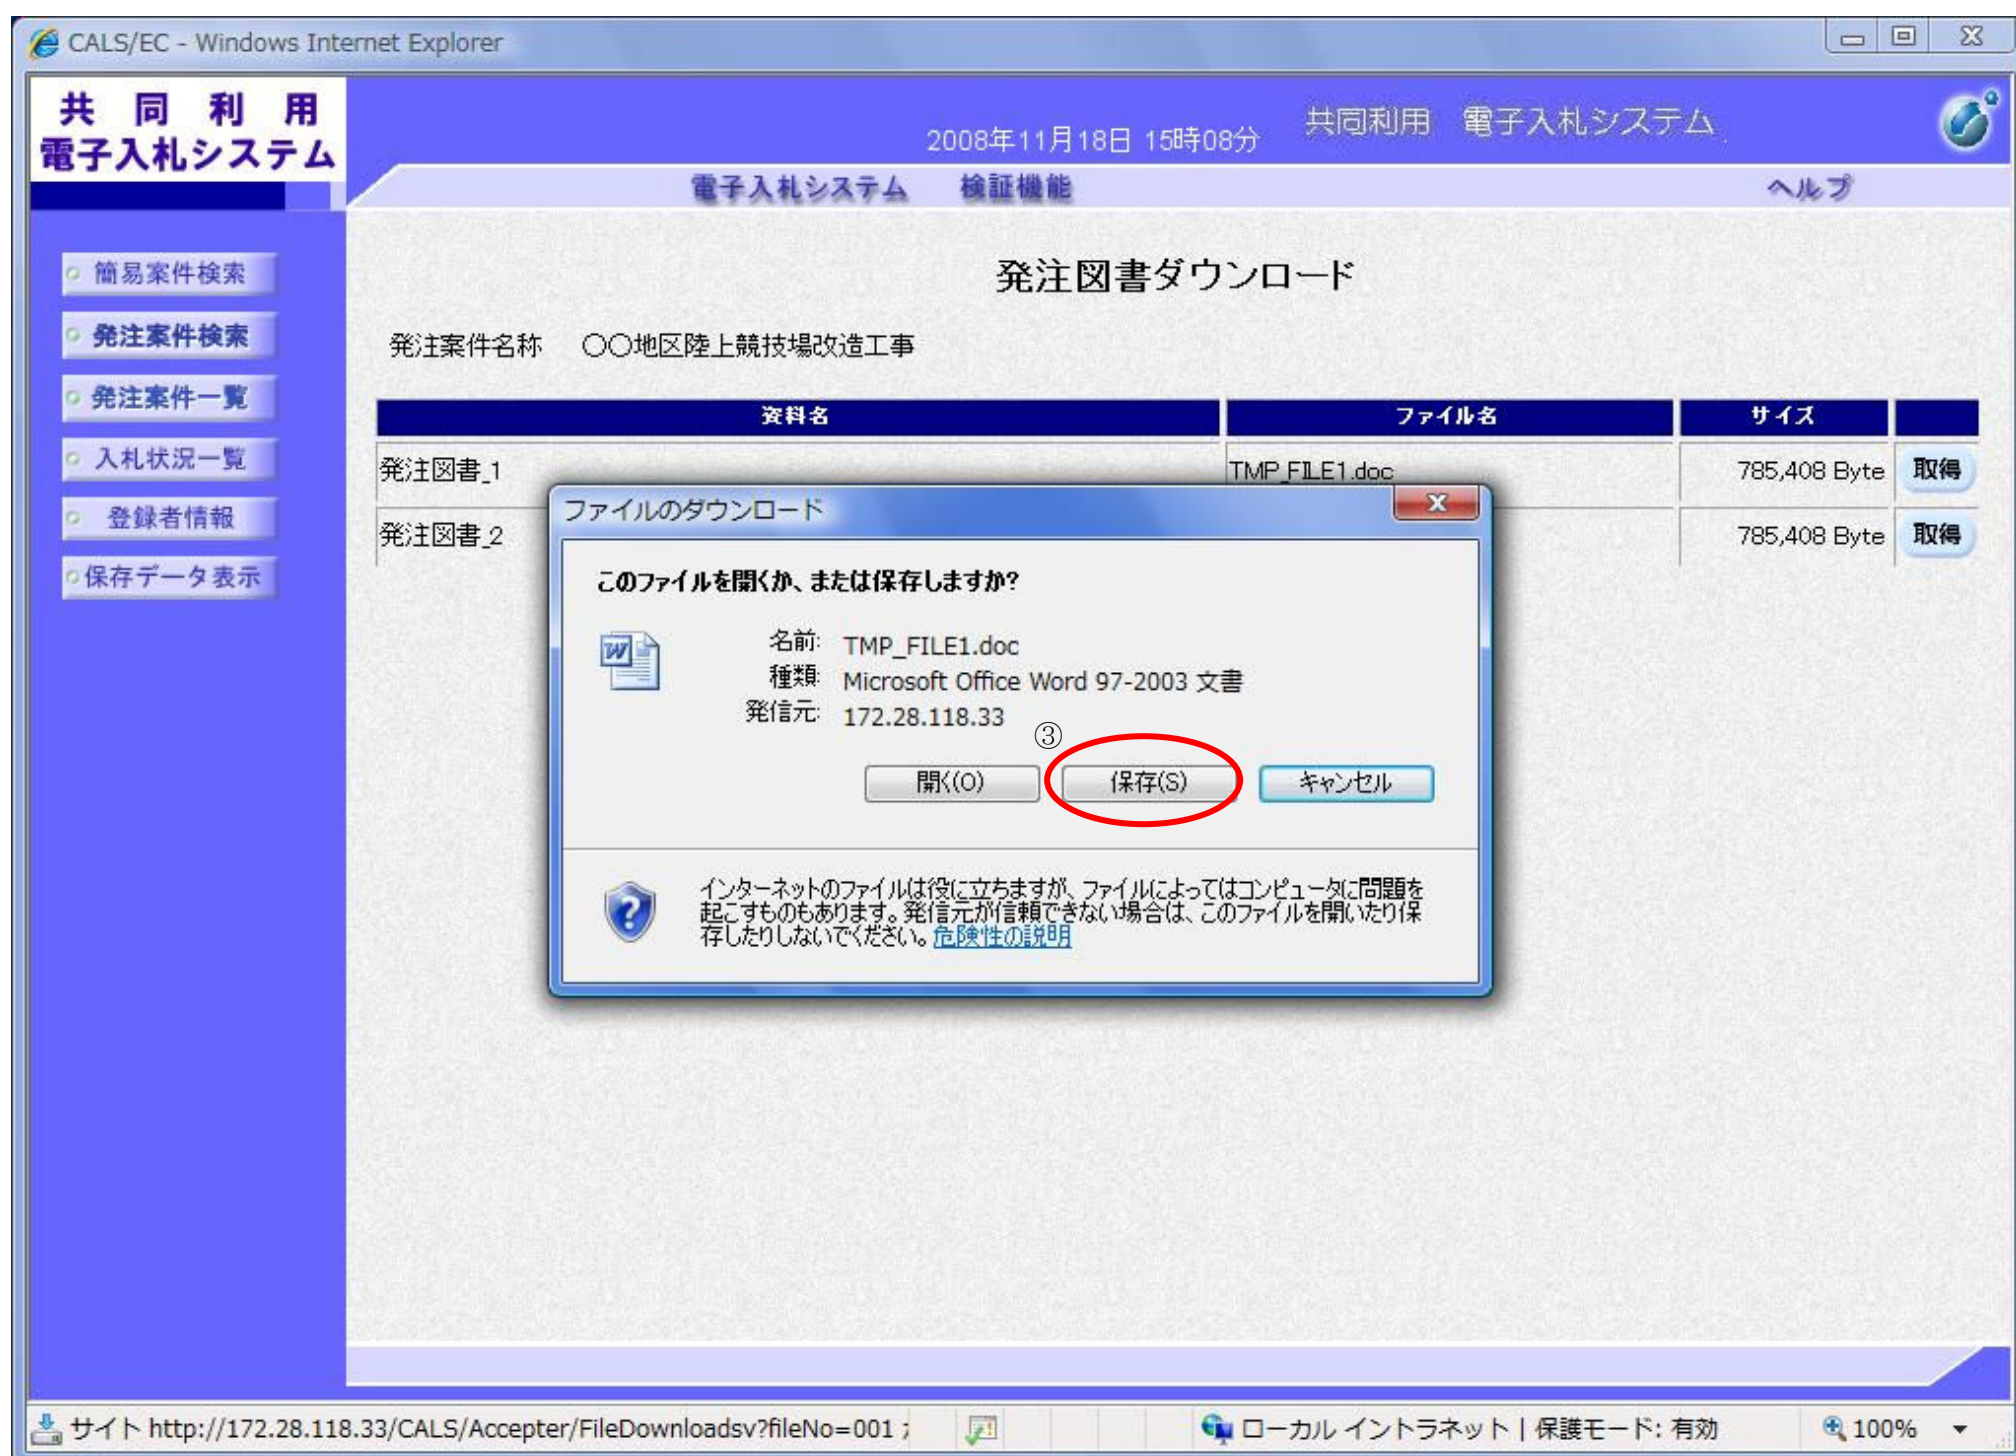 CALS/EC - Windows Internet Explorer
共 同 利 用
電子入札システム
2008年11月18日 15時08分
共同利用 電子入札システム
電子入札システム 検証機能 ヘルプ
簡易案件検索
発注案件検索
発注案件一覧
入札状況一覧
登録者情報
保存データ表示
発注図書ダウンロード
発注案件名称 〇〇地区陸上競技場改造工事
資料名 ファイル名 サイズ
発注図書_1 TMP_FILE1.doc 785,408 Byte 取得
発注図書_2 785,408 Byte 取得
ファイルのダウンロード
このファイルを開くか、または保存しますか?
名前: TMP_FILE1.doc
種類: Microsoft Office Word 97-2003 文書
発信元: 172.28.118.33
③
開く(O) 保存(S) キャンセル
インターネットのファイルは役に立ちますが、ファイルによってはコンピュータに問題を
起こすものもあります。発信元が信頼できない場合は、このファイルを開いたり保
存したりしないでください。危険性の説明
サイト http://172.28.118.33/CALS/Accepter/FileDownloadsv?fileNo=001 ローカル イントラネット | 保護モード: 有効 100%